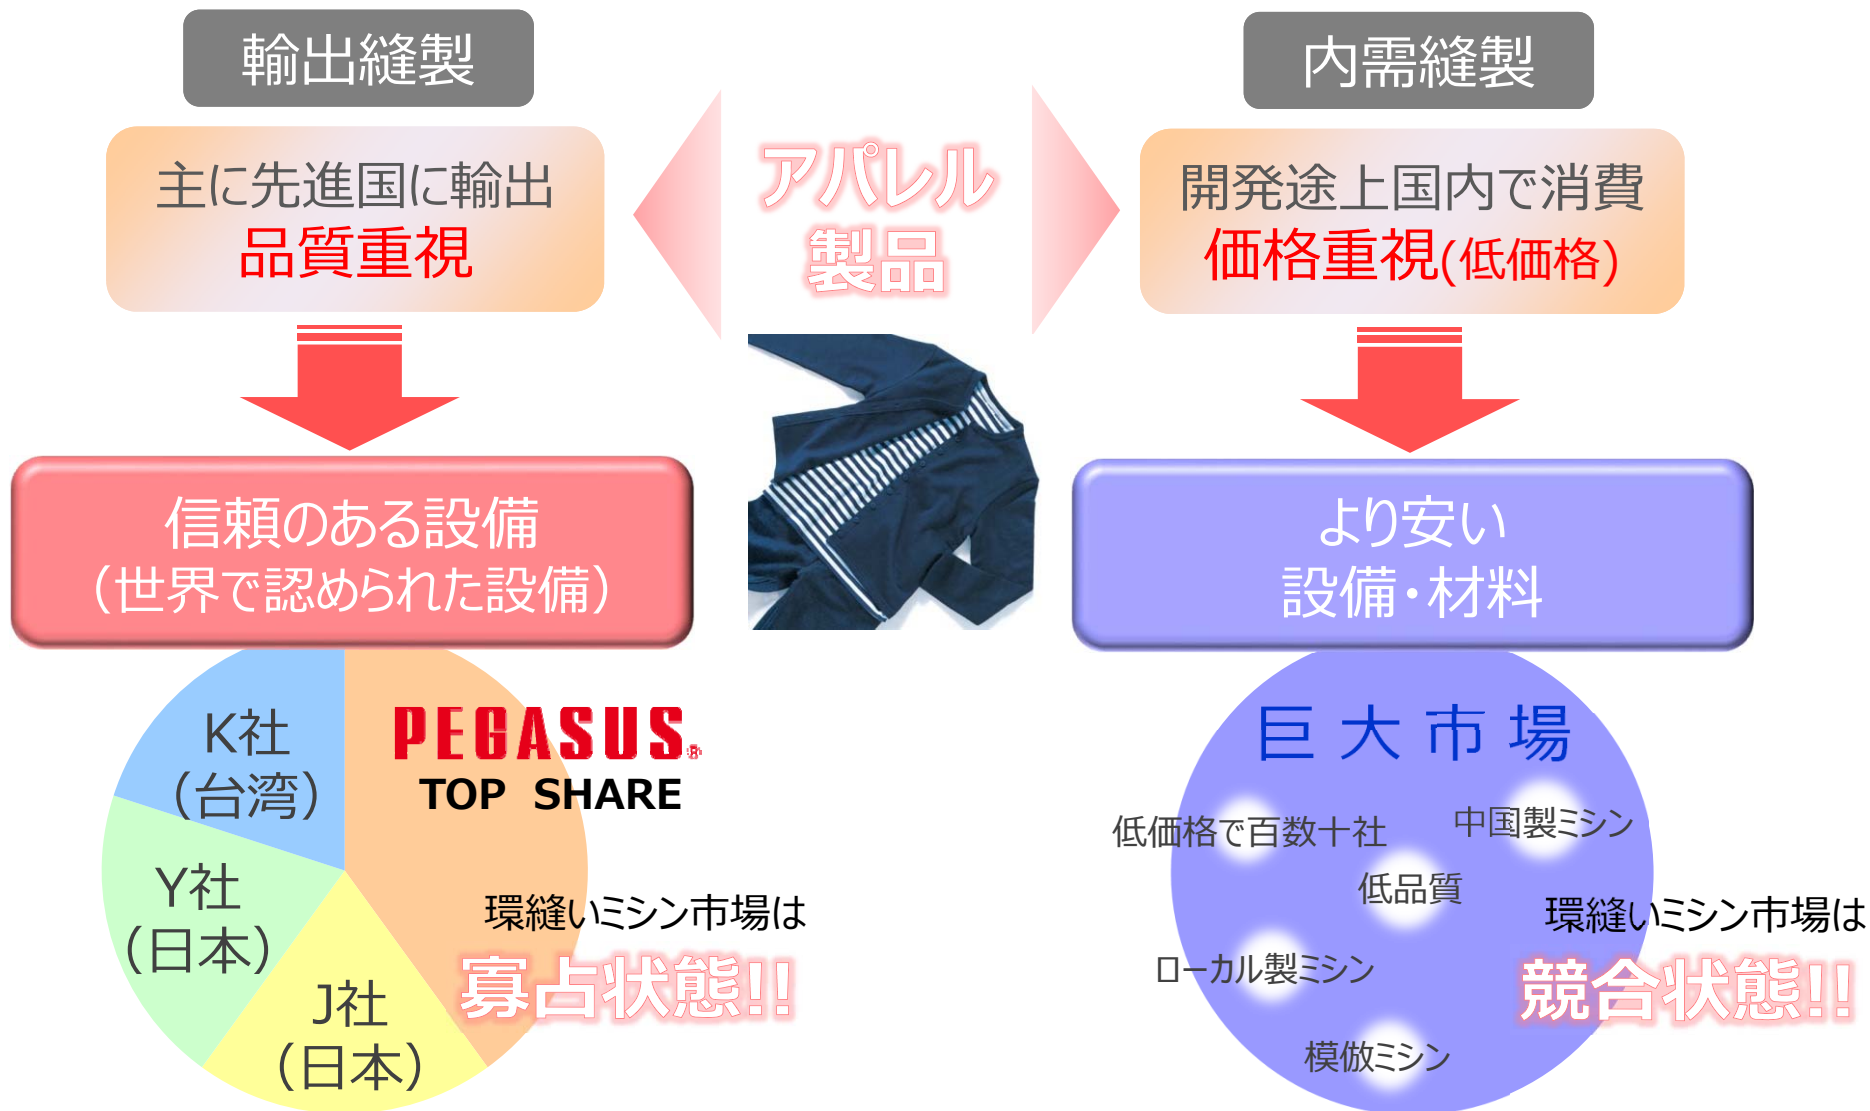 輸出縫製
主に先進国に輸出
品質重視
信頼のある設備
（世界で認められた設備）
K社
（台湾）
Y社
（日本）
J社
（日本）
PEGASUS®
TOP SHARE
環縫いミシン市場は
寡占状態!!
アパレル
製品
内需縫製
開発途上国内で消費
価格重視(低価格)
より安い
設備・材料
巨大市場
低価格で百数十社
中国製ミシン
低品質
ローカル製ミシン
模倣ミシン
環縫いミシン市場は
競合状態!!